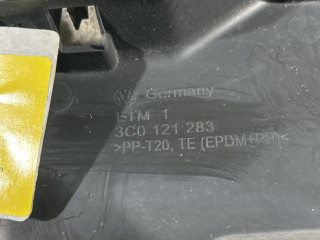 Germany
ETM 1
3C0 121 283
>PP-T20, TE (EPDM+PP)<